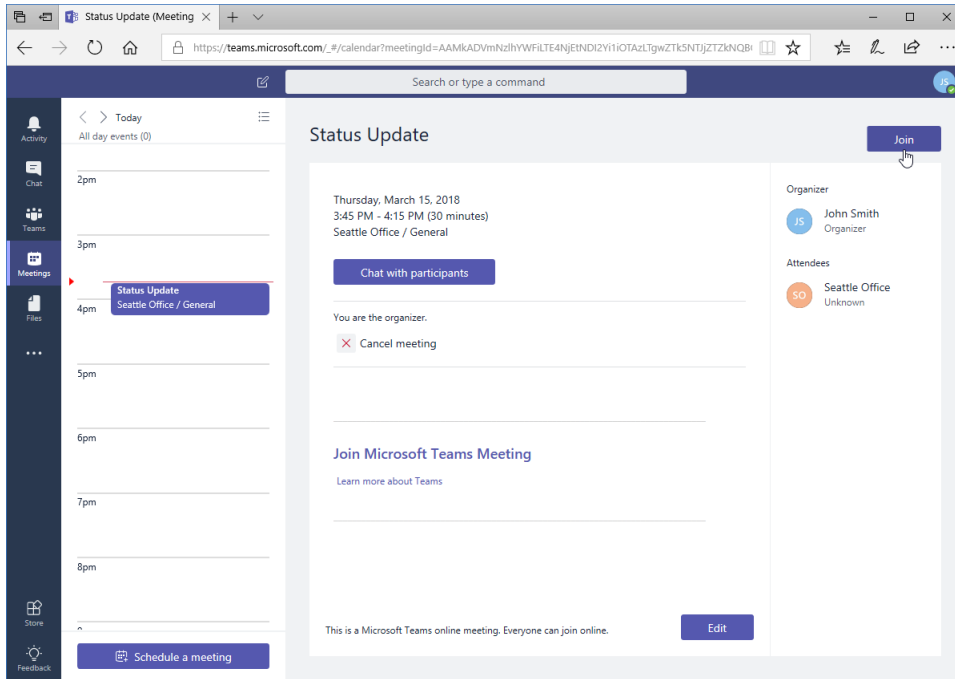 Status Update (Meeting
https://teams.microsoft.com/_#/calendar?meetingId=
Search or type a command
JS
Activity
Chat
Teams
Meetings
Files
Store
Feedback
Today
All day events (0)
2pm
3pm
Status Update
Seattle Office / General
4pm
5pm
6pm
7pm
8pm
Schedule a meeting
Status Update
Join
Thursday, March 15, 2018
3:45 PM - 4:15 PM (30 minutes)
Seattle Office / General
Chat with participants
You are the organizer.
Cancel meeting
Join Microsoft Teams Meeting
Learn more about Teams
This is a Microsoft Teams online meeting. Everyone can join online.
Edit
Organizer
JS
John Smith
Organizer
Attendees
SO
Seattle Office
Unknown